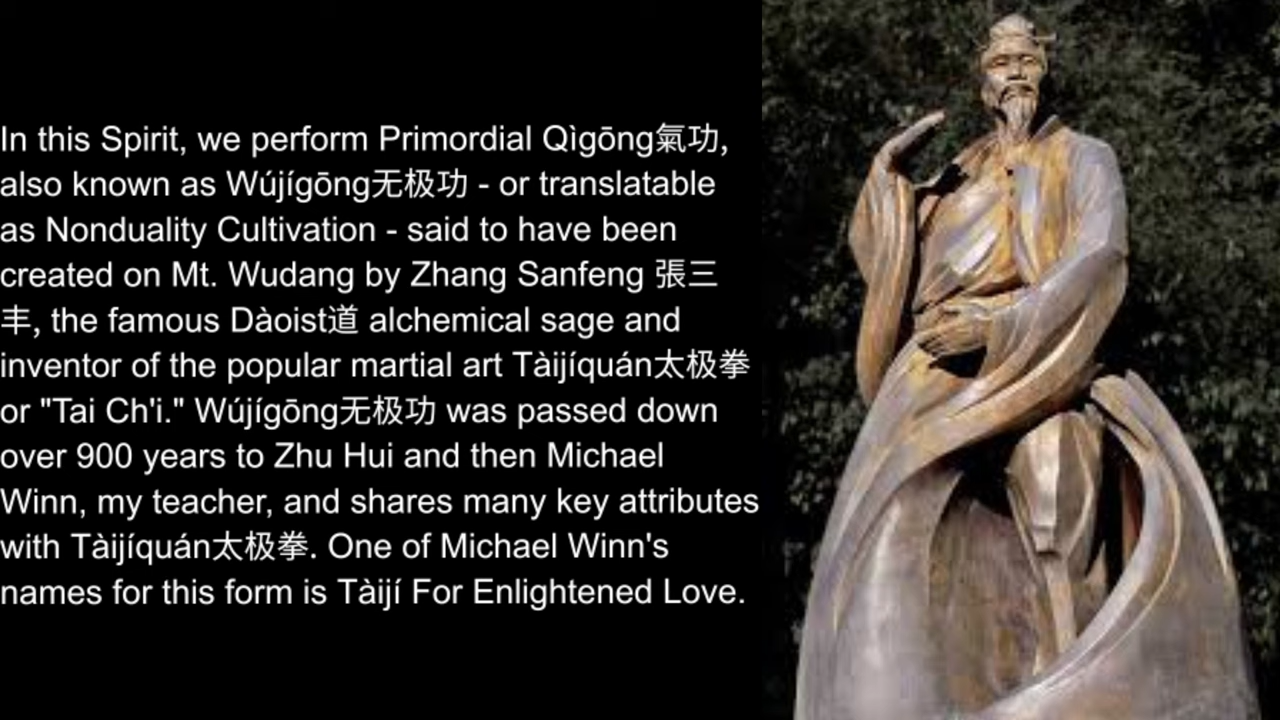 In this Spirit, we perform Primordial Qìgōng氣功,
also known as Wújígōng无极功 - or translatable
as Nonduality Cultivation - said to have been
created on Mt. Wudang by Zhang Sanfeng 張三
丰, the famous Dàoist道 alchemical sage and
inventor of the popular martial art Tàijíquán太极拳
or "Tai Ch'i." Wújígōng无极功 was passed down
over 900 years to Zhu Hui and then Michael
Winn, my teacher, and shares many key attributes
with Tàijíquán太极拳. One of Michael Winn's
names for this form is Tàijí For Enlightened Love.